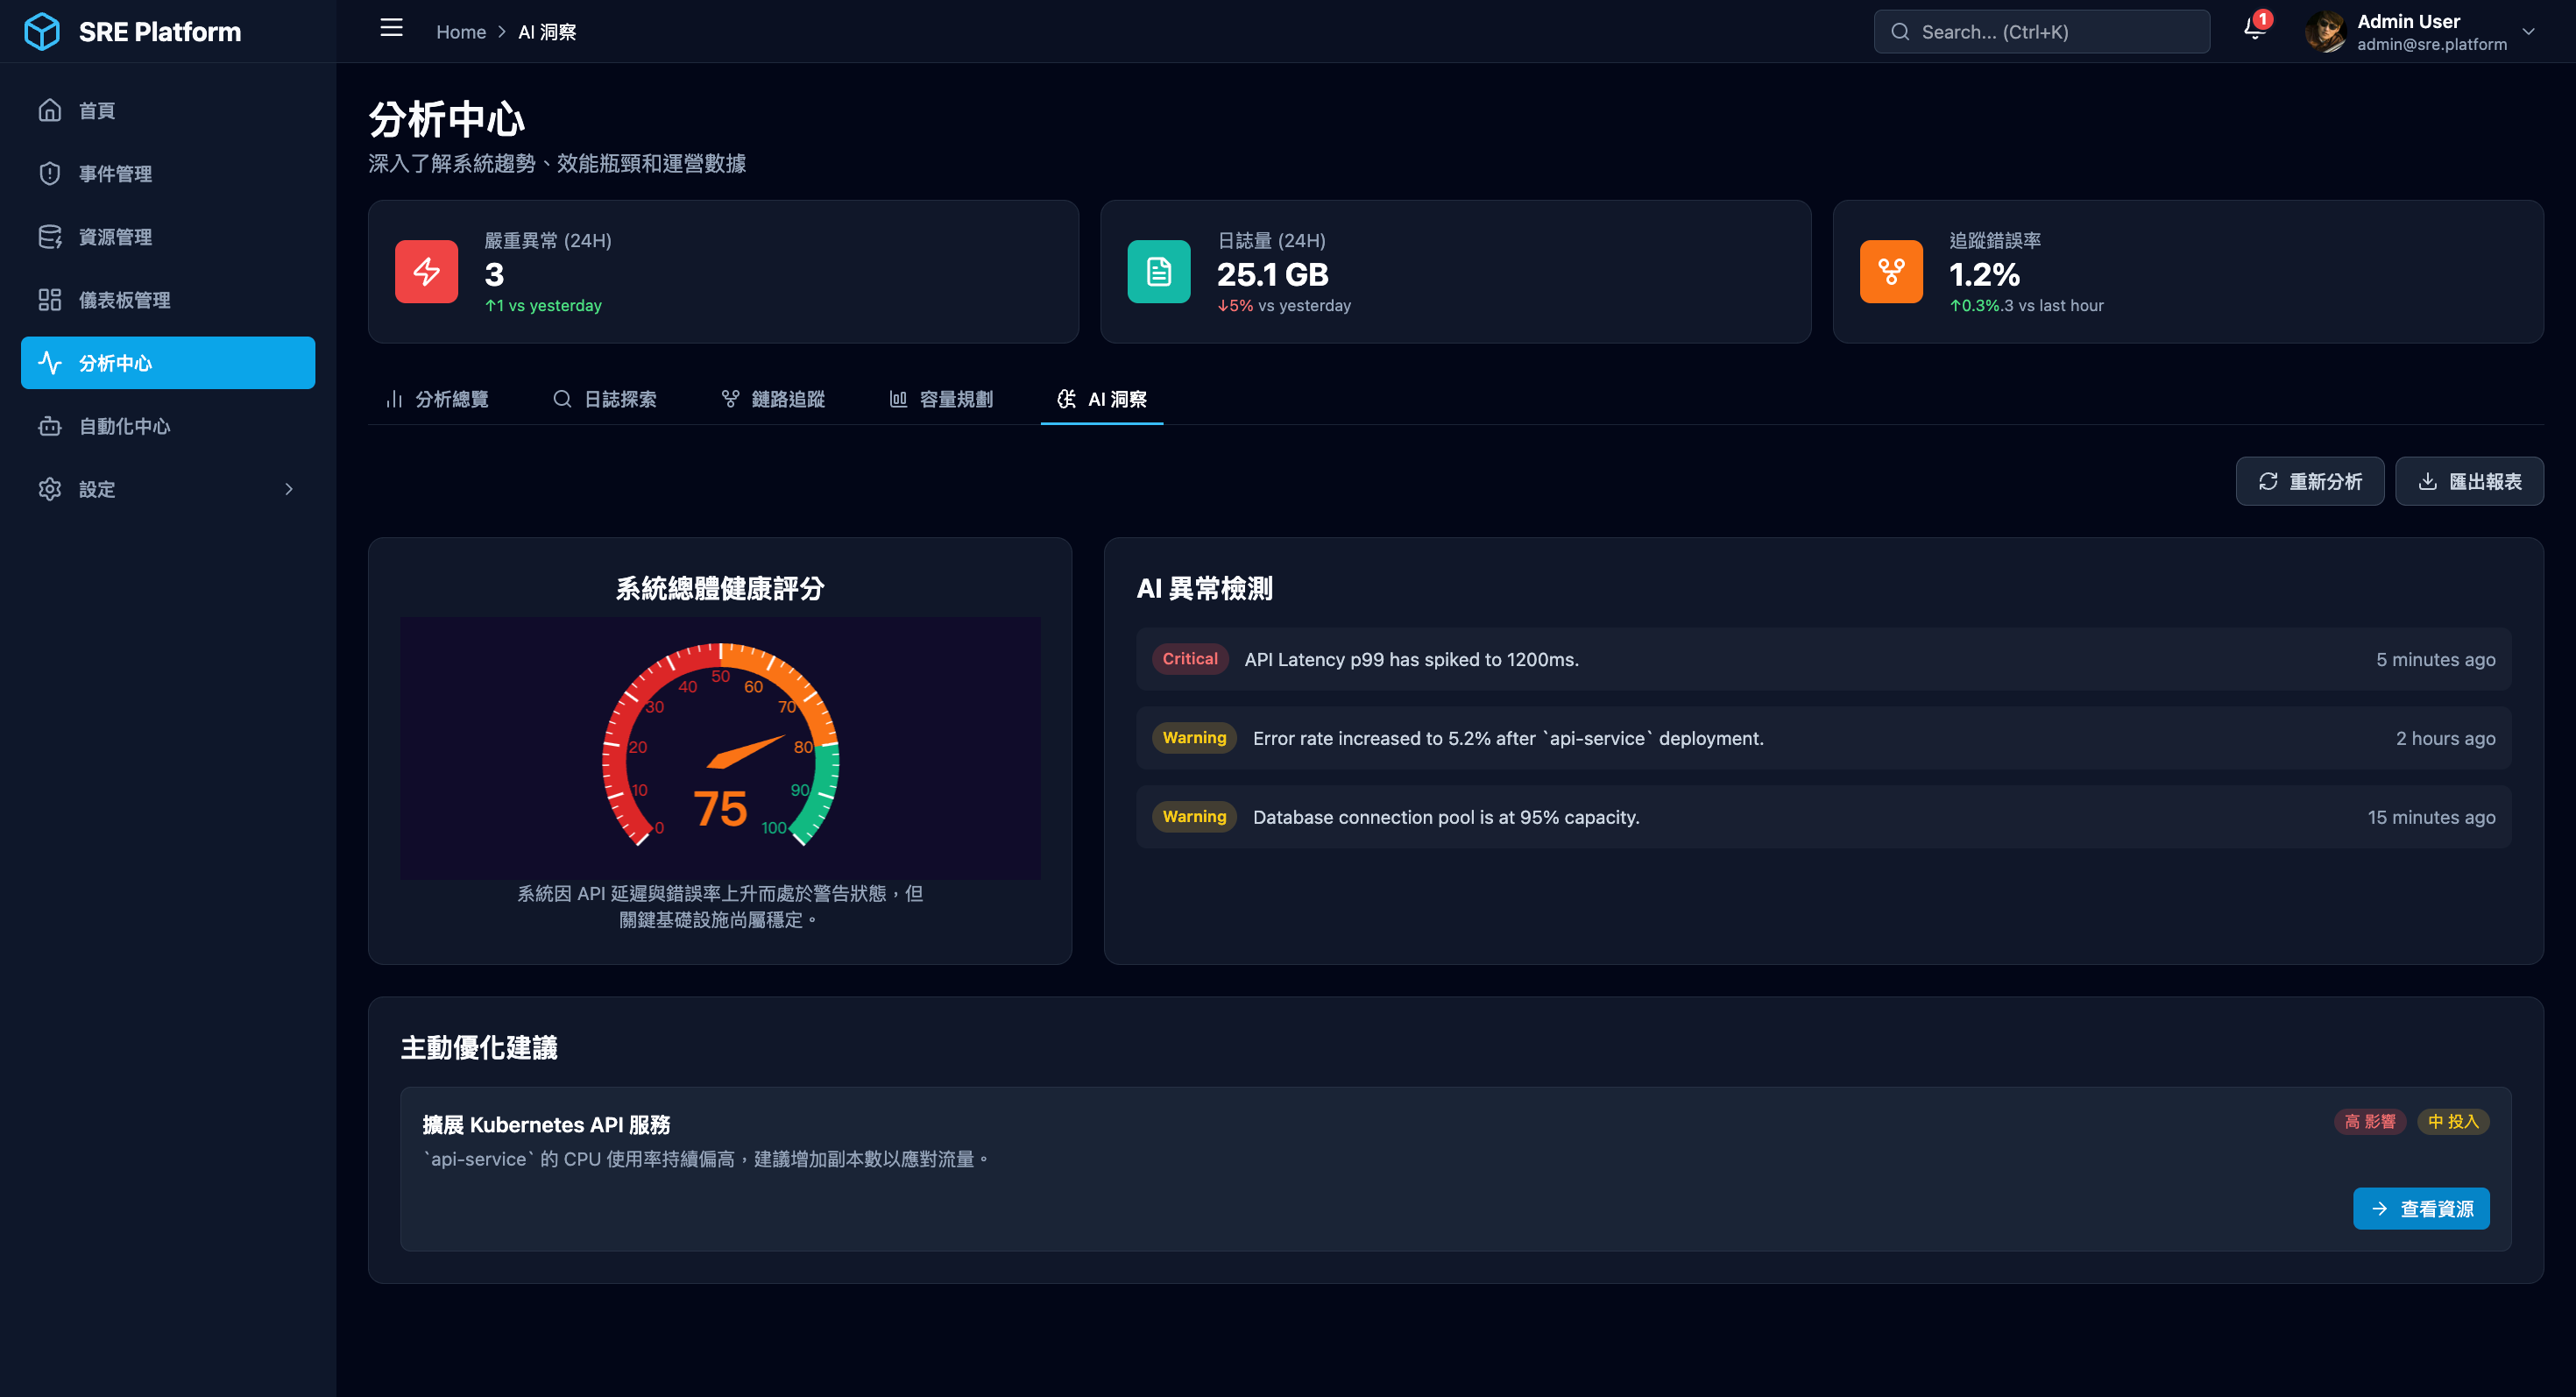 SRE Platform
Home > AI 洞察
Search... (Ctrl+K)
1
Admin User
admin@sre.platform
首頁
事件管理
資源管理
儀表板管理
分析中心
自動化中心
設定
分析中心
深入了解系統趨勢、效能瓶頸和運營數據
嚴重異常 (24H)
3
↑1 vs yesterday
日誌量 (24H)
25.1 GB
↓5% vs yesterday
追蹤錯誤率
1.2%
↑0.3%.3 vs last hour
分析總覽
日誌探索
鏈路追蹤
容量規劃
AI 洞察
重新分析
匯出報表
系統總體健康評分
0
10
20
30
40
50
60
70
80
90
100
75
系統因 API 延遲與錯誤率上升而處於警告狀態，但
關鍵基礎設施尚屬穩定。
AI 異常檢測
Critical API Latency p99 has spiked to 1200ms. 5 minutes ago
Warning Error rate increased to 5.2% after `api-service` deployment. 2 hours ago
Warning Database connection pool is at 95% capacity. 15 minutes ago
主動優化建議
擴展 Kubernetes API 服務
高 影響
中 投入
`api-service` 的 CPU 使用率持續偏高，建議增加副本數以應對流量。
查看資源